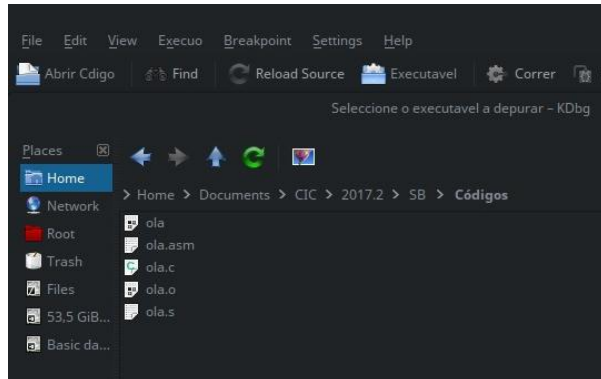 File Edit View Execuo Breakpoint Settings Help
Abrir Cdigo Find Reload Source Executavel Correr
Seleccione o executavel a depurar – KDbg
Places
Home
> Home > Documents > CIC > 2017.2 > SB > Códigos
Network
ola
Root
ola.asm
Trash
ola.c
Files
ola.o
53,5 GiB...
ola.s
Basic da...